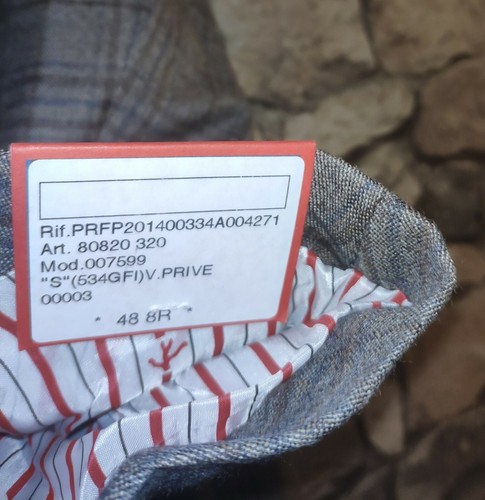 Rif.PRFP201400334A004271
Art. 80820 320
Mod.007599
"S"(534GFI)V.PRIVE
00003
* 48 8R *